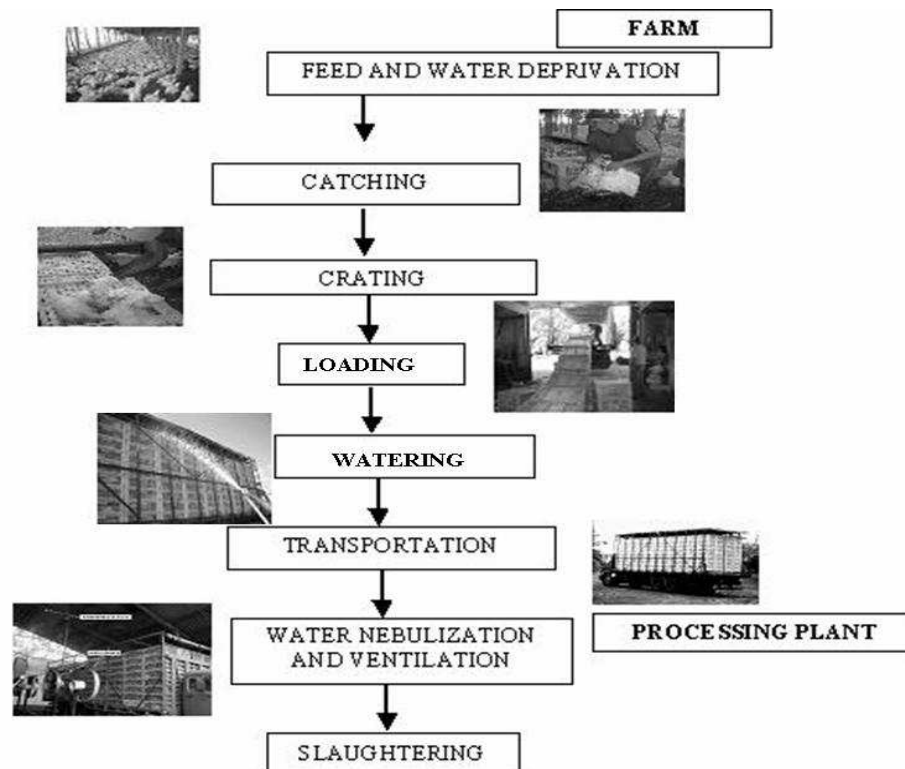 FARM
FEED AND WATER DEPRIVATION
CATCHING
CRATING
LOADING
WATERING
TRANSPORTATION
WATER NEBULIZATION
AND VENTILATION
PROCESSING PLANT
SLAUGHTERING